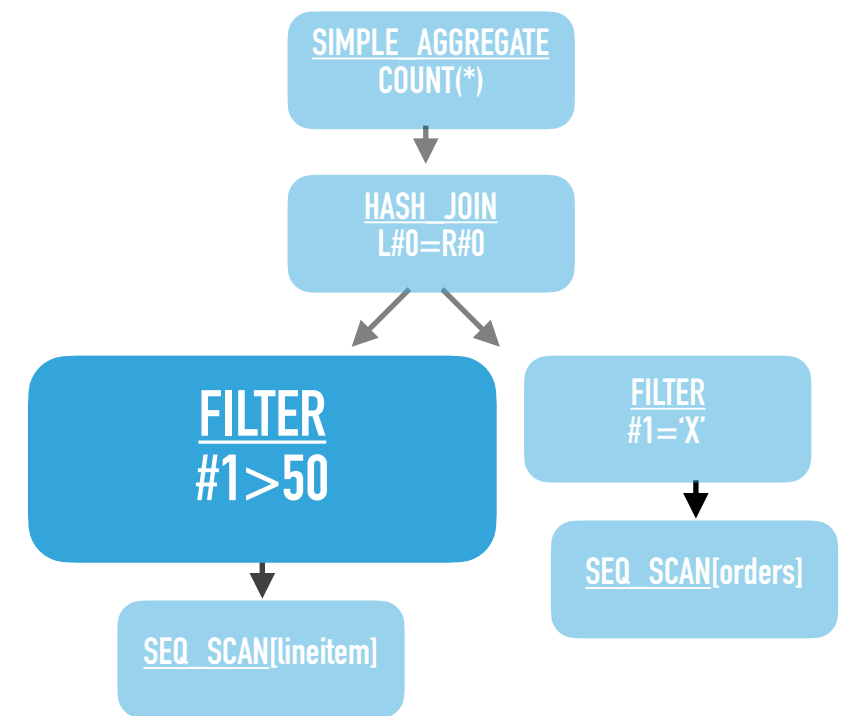 SIMPLE_AGGREGATE
COUNT(*)
HASH_JOIN
L#0=R#0
FILTER
#1>50
FILTER
#1=‘X’
SEQ_SCAN[lineitem]
SEQ_SCAN[orders]